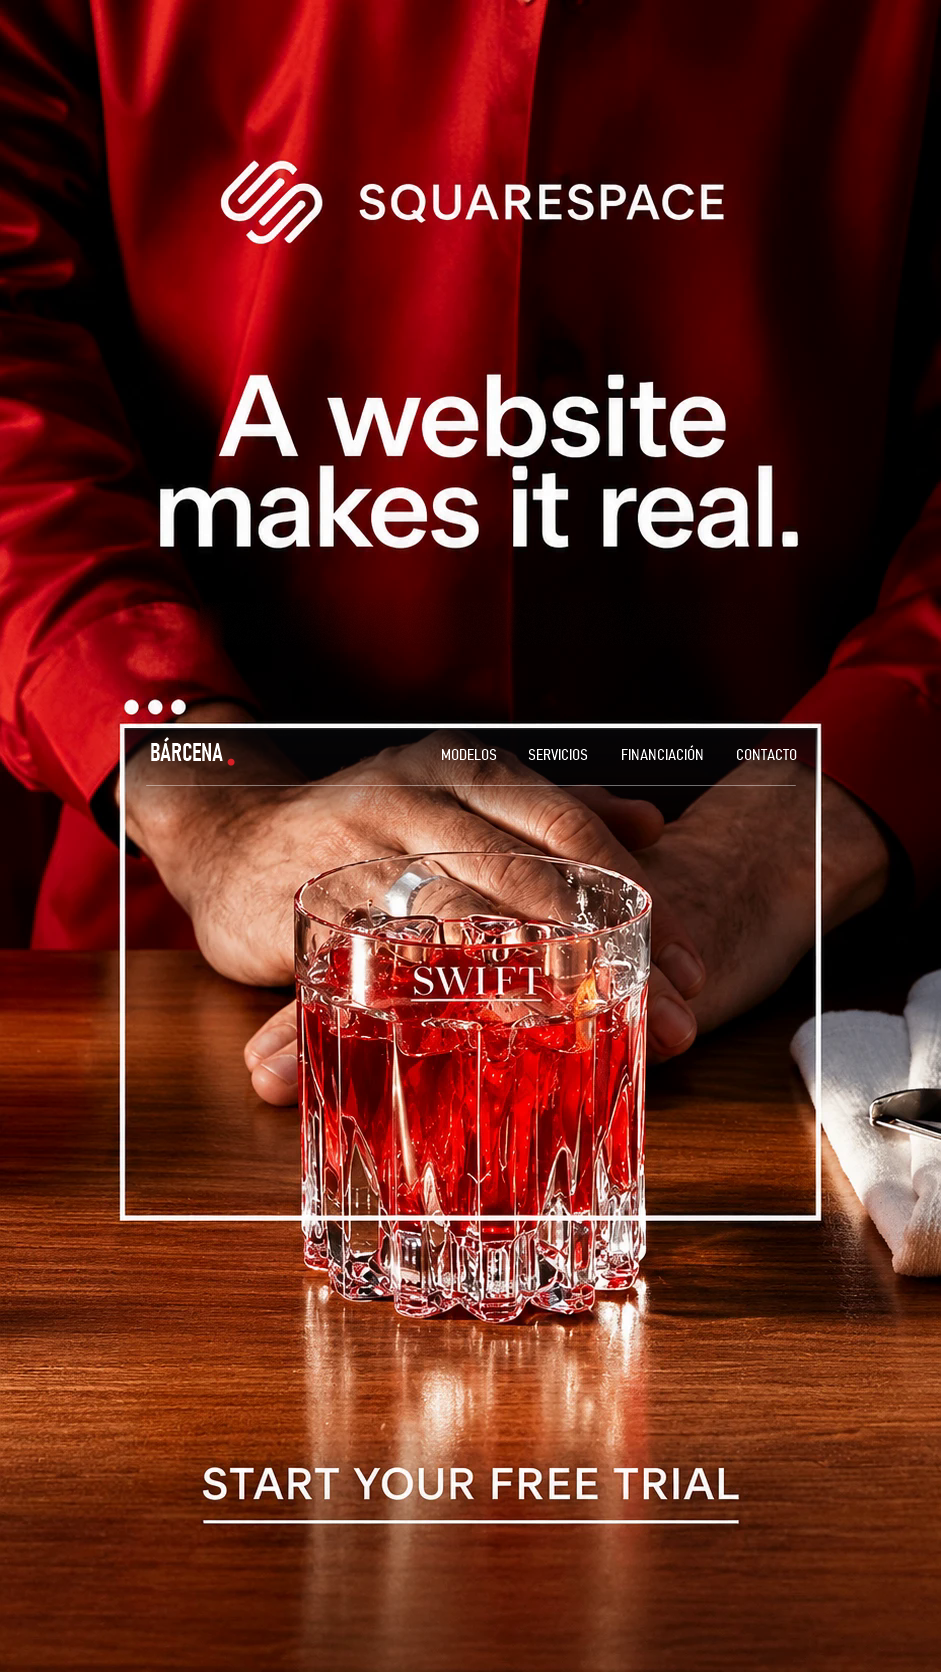 SQUARESPACE
A website
makes it real.
BÁRCENA.
MODELOS SERVICIOS FINANCIACIÓN CONTACTO
SWIFT
START YOUR FREE TRIAL